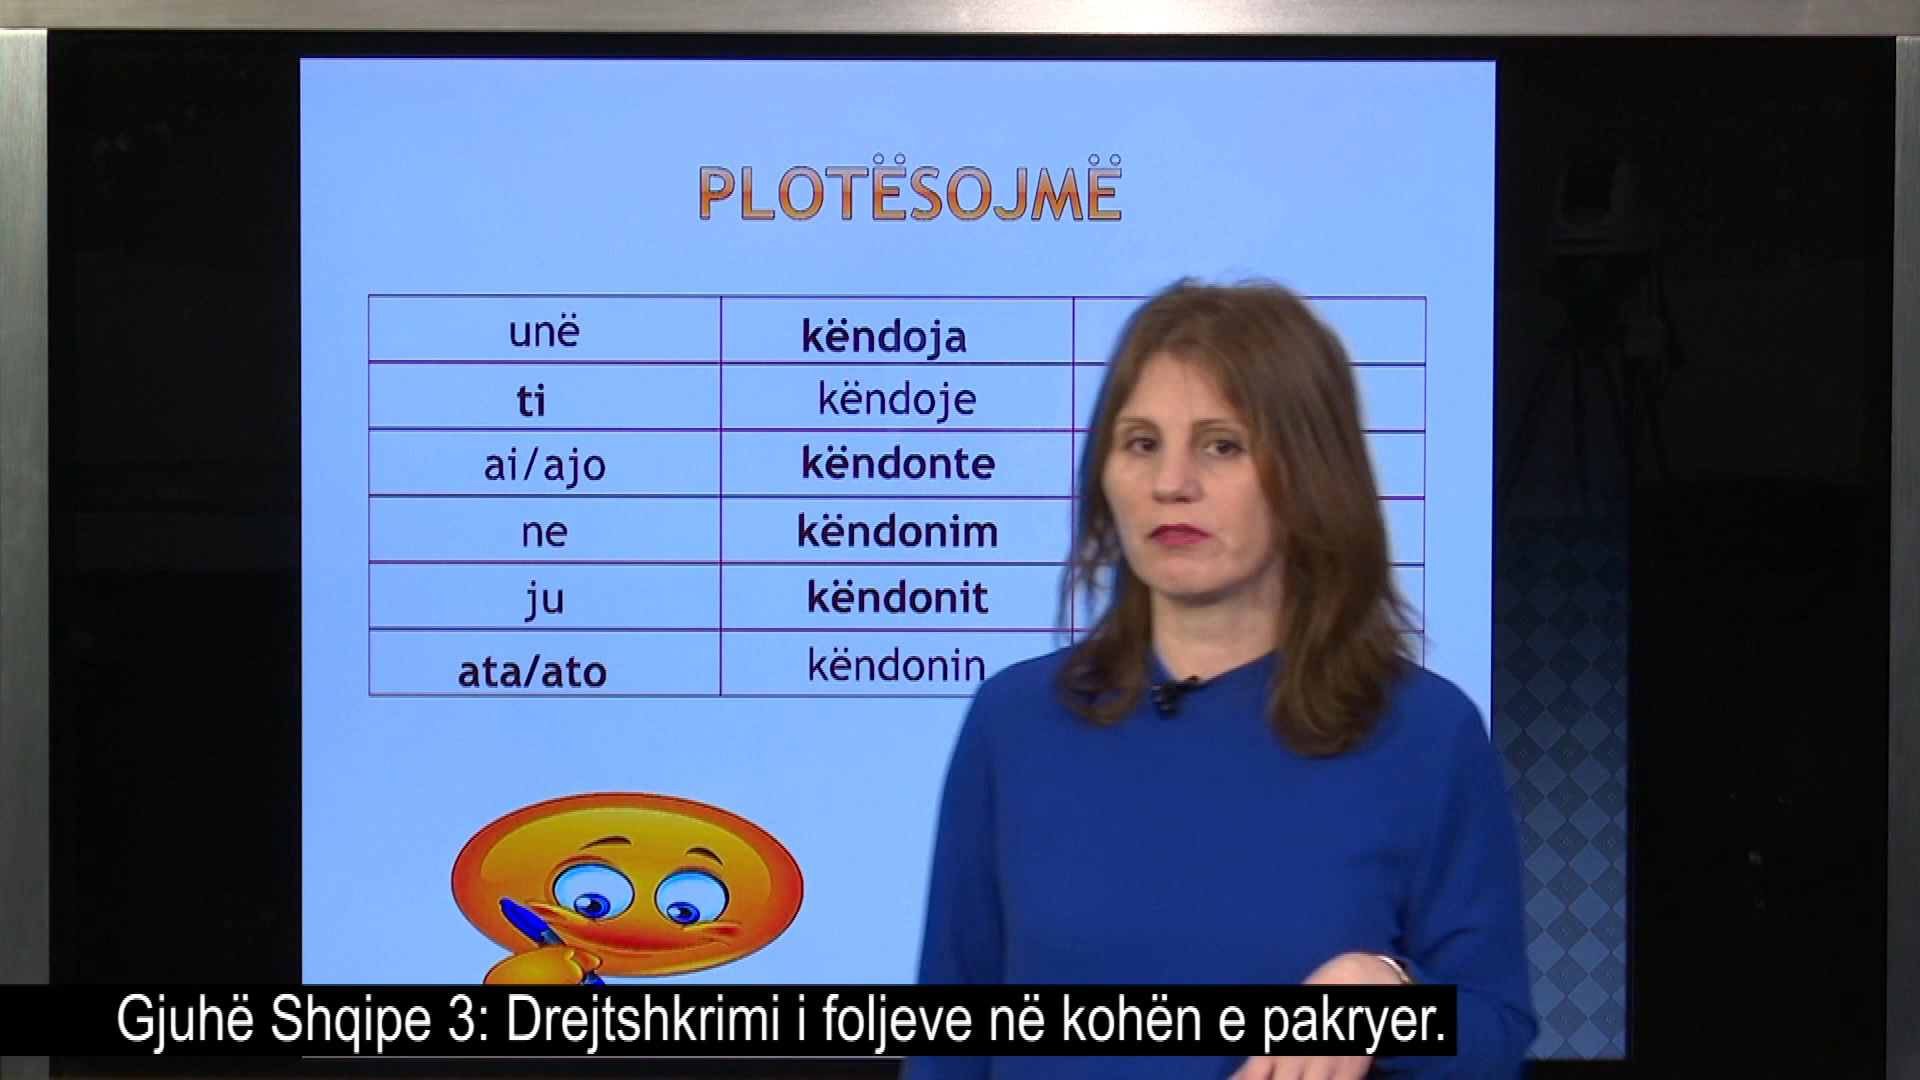 PLOTËSOJMË
unë këndoja
ti këndoje
ai/ajo këndonte
ne këndonim
ju këndonit
ata/ato këndonin
Gjuhë Shqipe 3: Drejtshkrimi i foljeve në kohën e pakryer.